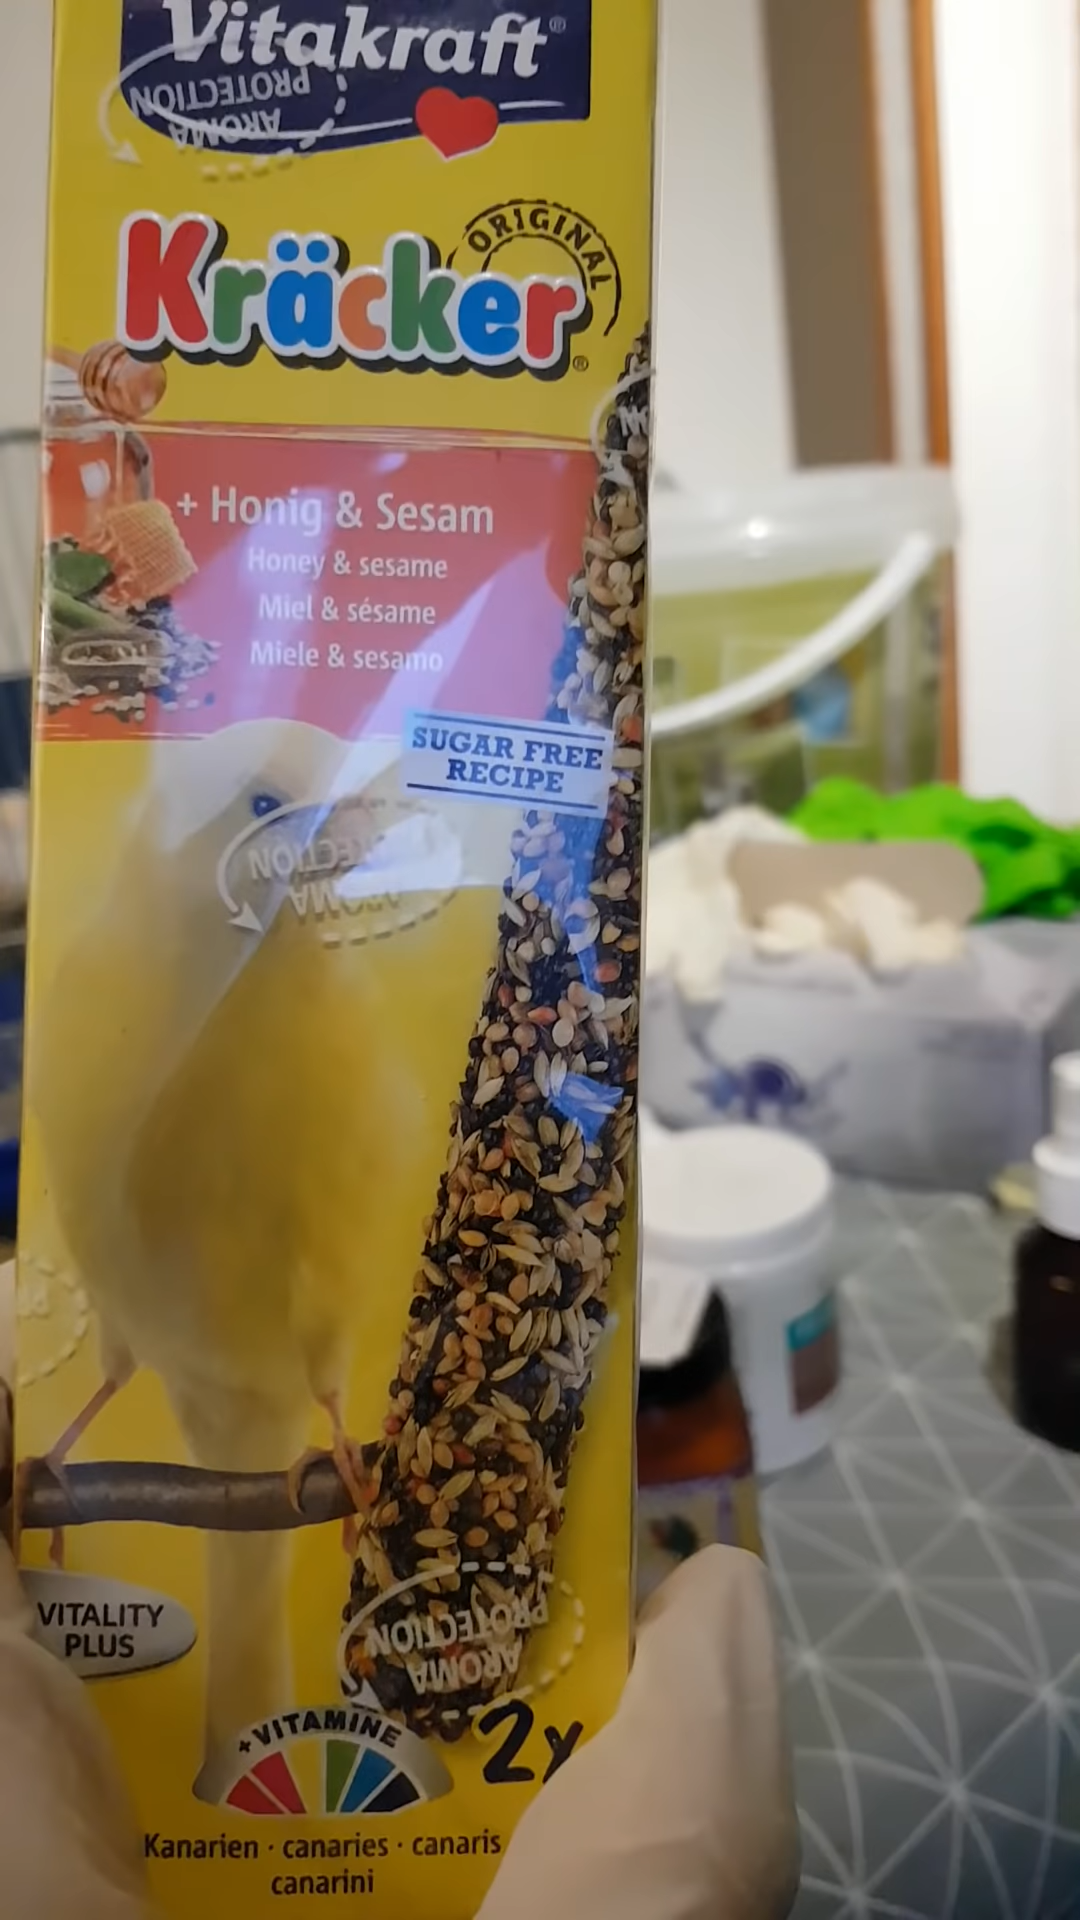 Vitakraft®
AROMA
PROTECTION
ORIGINAL
Kräcker®
+ Honig & Sesam
Honey & sesame
Miel & sésame
Miele & sesamo
SUGAR FREE
RECIPE
AROMA
PROTECTION
AROMA
PROTECTION
VITALITY
PLUS
+ VITAMINE
2x
Kanarien · canaries · canaris
canarini